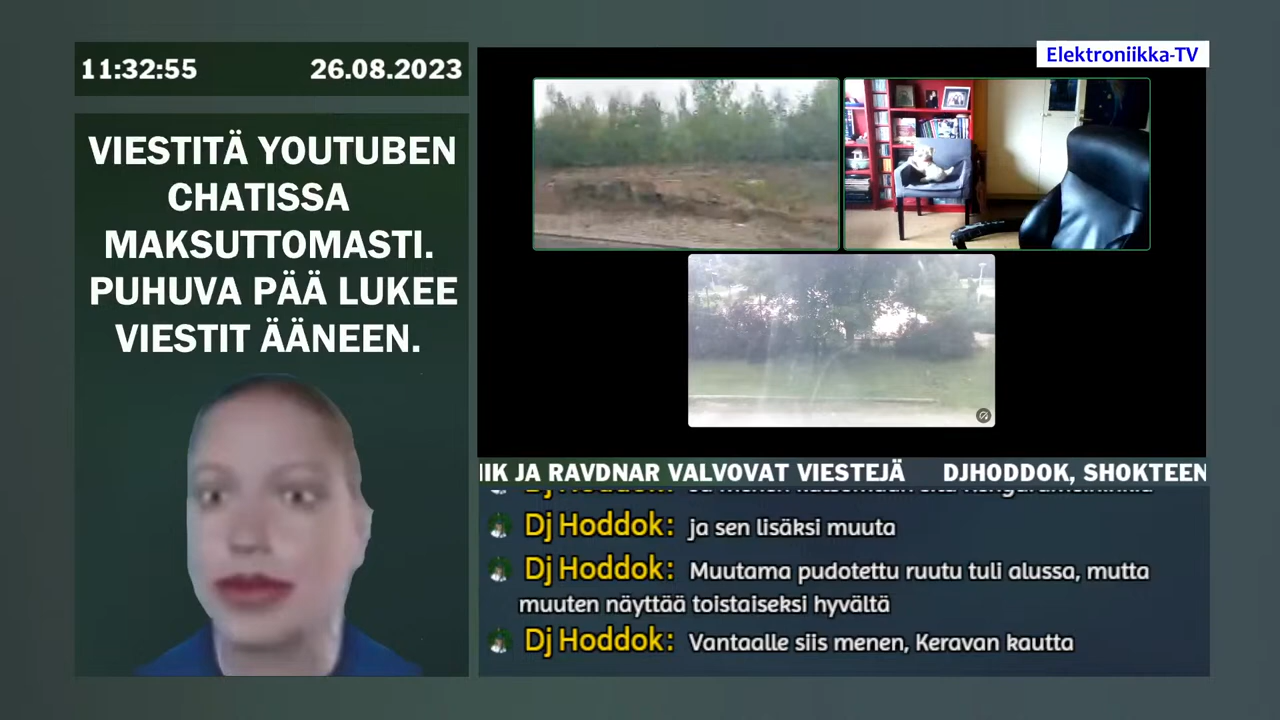 11:32:55
26.08.2023
Elektroniikka-TV
VIESTITÄ YOUTUBEN
CHATISSA
MAKSUTTOMASTI.
PUHUVA PÄÄ LUKEE
VIESTIT ÄÄNEEN.
JA RAVDNAR VALVOVAT VIESTEJÄ DJHODDOK, SHOKTEEN
Dj Hoddok:
Dj Hoddok: ja sen lisäksi muuta
Dj Hoddok: Muutama pudotettu ruutu tuli alussa, mutta
muuten näyttää toistaiseksi hyvältä
Dj Hoddok: Vantaalle siis menen, Keravan kautta